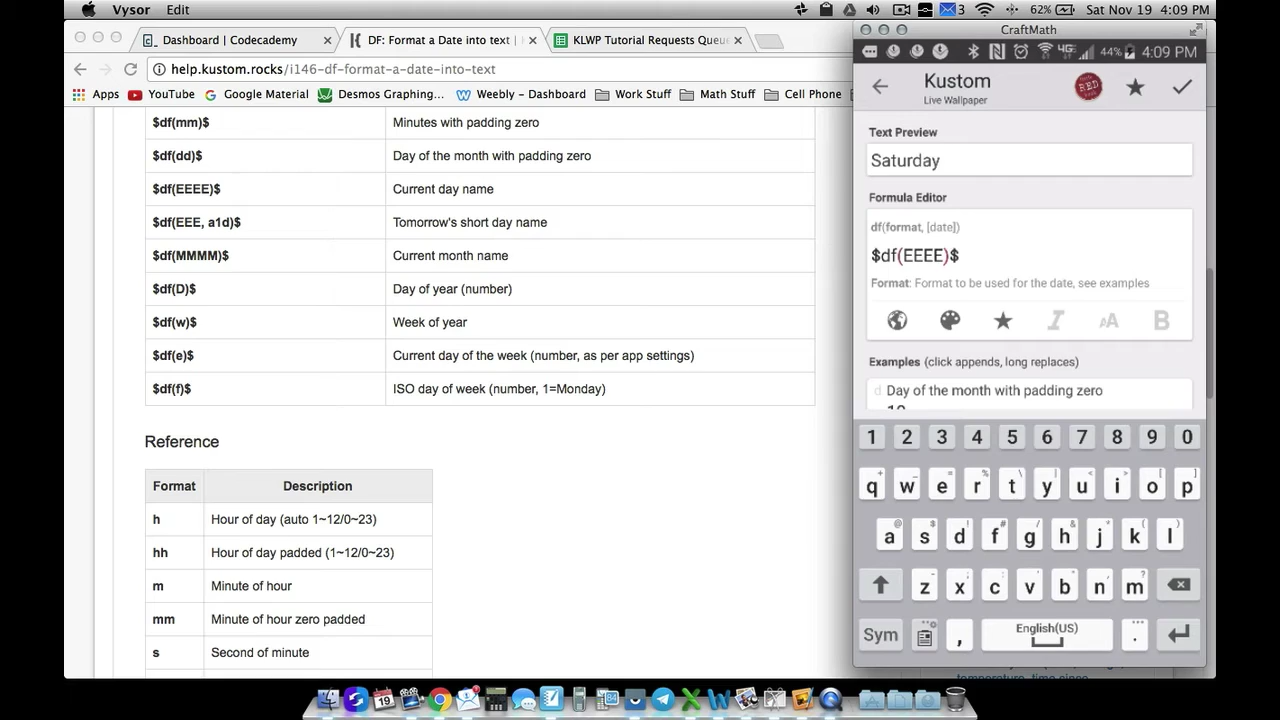 Vysor Edit
3
62%
Sat Nov 19 4:09 PM
Dashboard | Codecademy
DF: Format a Date into text |
KLWP Tutorial Requests Queue
help.kustom.rocks/i146-df-format-a-date-into-text
Apps YouTube Google Material Desmos Graphing... Weebly – Dashboard Work Stuff Math Stuff Cell Phone
$df(mm)$ Minutes with padding zero
$df(dd)$ Day of the month with padding zero
$df(EEEE)$ Current day name
$df(EEE, a1d)$ Tomorrow's short day name
$df(MMMM)$ Current month name
$df(D)$ Day of year (number)
$df(w)$ Week of year
$df(e)$ Current day of the week (number, as per app settings)
$df(f)$ ISO day of week (number, 1=Monday)
Reference
Format Description
h Hour of day (auto 1~12/0~23)
hh Hour of day padded (1~12/0~23)
m Minute of hour
mm Minute of hour zero padded
s Second of minute
CraftMath
4G 44% 4:09 PM
Kustom
Live Wallpaper
RED
Text Preview
Saturday
Formula Editor
df(format, [date])
$df(EEEE)$
Format: Format to be used for the date, see examples
I A B
Examples (click appends, long replaces)
d Day of the month with padding zero
19
1 2 3 4 5 6 7 8 9 0
q w e r t y u i o p
a s d f g h j k l
z x c v b n m
Sym , English(US) .
temperature, time since
19